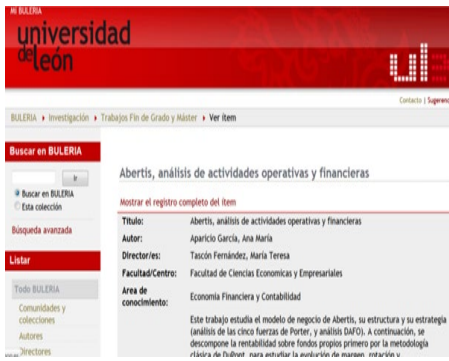 MI BULERIA
universidad
de león
Contacto | Sugerenc
BULERIA ▸ Investigación ▸ Trabajos Fin de Grado y Máster ▸ Ver ítem
Buscar en BULERIA
Ir
Buscar en BULERIA
Esta colección
Búsqueda avanzada
Listar
Todo BULERIA
Comunidades y
colecciones
Autores
Directores
Abertis, análisis de actividades operativas y financieras
Mostrar el registro completo del ítem
Título: Abertis, análisis de actividades operativas y financieras
Autor: Aparicio García, Ana María
Director/es: Tascón Fernández, María Teresa
Facultad/Centro: Facultad de Ciencias Economicas y Empresariales
Area de
conocimiento: Economia Financiera y Contabilidad
Este trabajo estudia el modelo de negocio de Abertis, su estructura y su estrategia
(análisis de las cinco fuerzas de Porter, y análisis DAFO). A continuación, se
descompone la rentabilidad sobre fondos propios primero por la metodología
clásica de DuPont, para estudiar la evolución de margen, rotación y